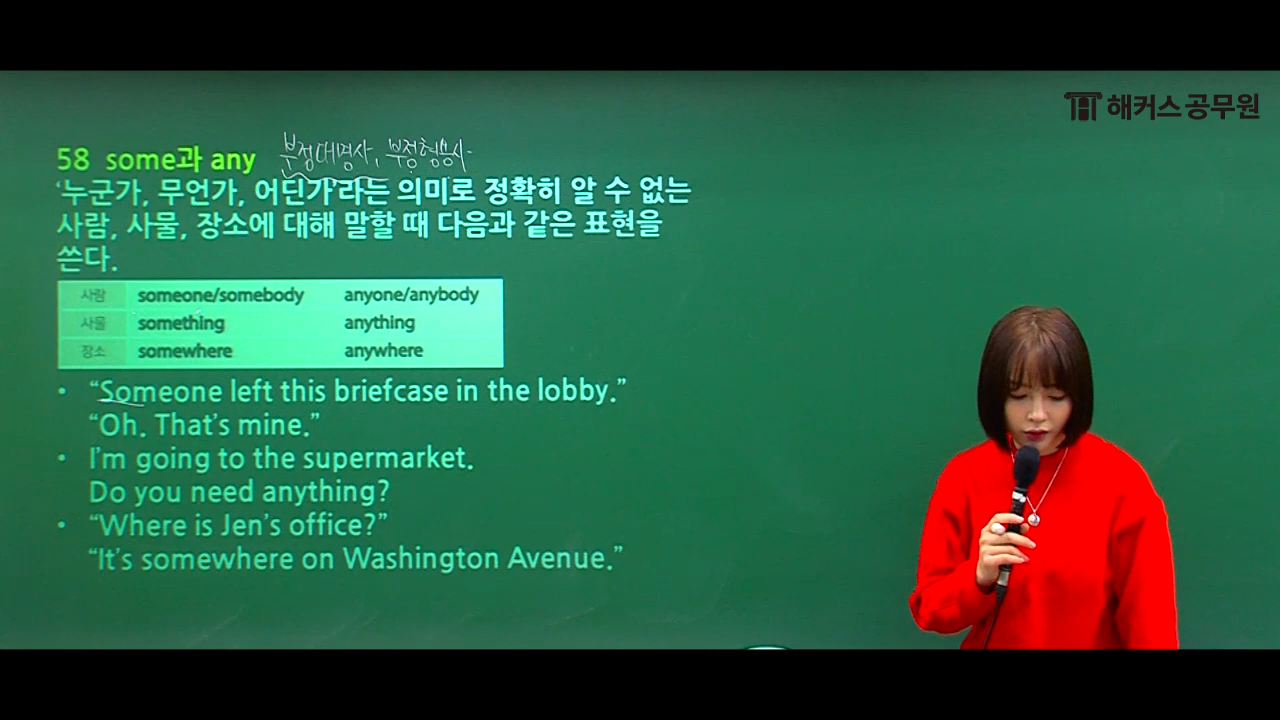 해커스 공무원
58 some과 any 부정대명사, 부정형용사
‘누군가, 무언가, 어딘가’라는 의미로 정확히 알 수 없는
사람, 사물, 장소에 대해 말할 때 다음과 같은 표현을
쓴다.
사람 someone/somebody anyone/anybody
사물 something anything
장소 somewhere anywhere
• “Someone left this briefcase in the lobby.”
“Oh. That’s mine.”
• I’m going to the supermarket.
Do you need anything?
• “Where is Jen’s office?”
“It’s somewhere on Washington Avenue.”